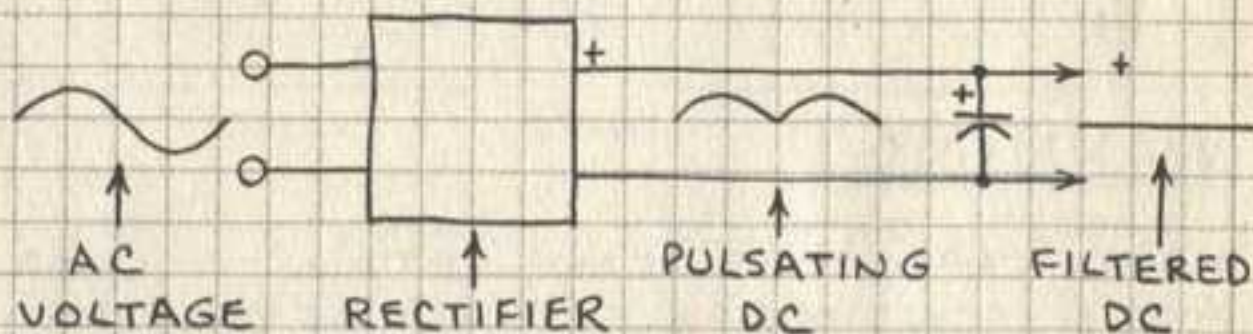 +
+
+
AC
VOLTAGE
RECTIFIER
PULSATING
DC
FILTERED
DC